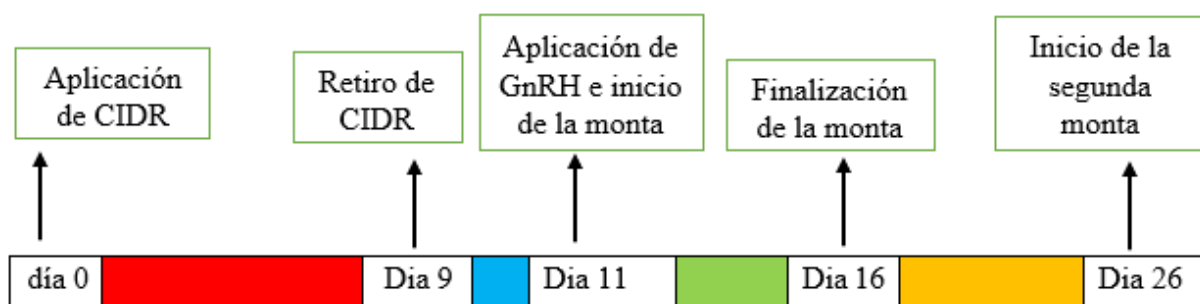 Aplicación
de CIDR
Retiro de
CIDR
Aplicación de
GnRH e inicio
de la monta
Finalización
de la monta
Inicio de la
segunda
monta
día 0
Dia 9
Dia 11
Dia 16
Dia 26